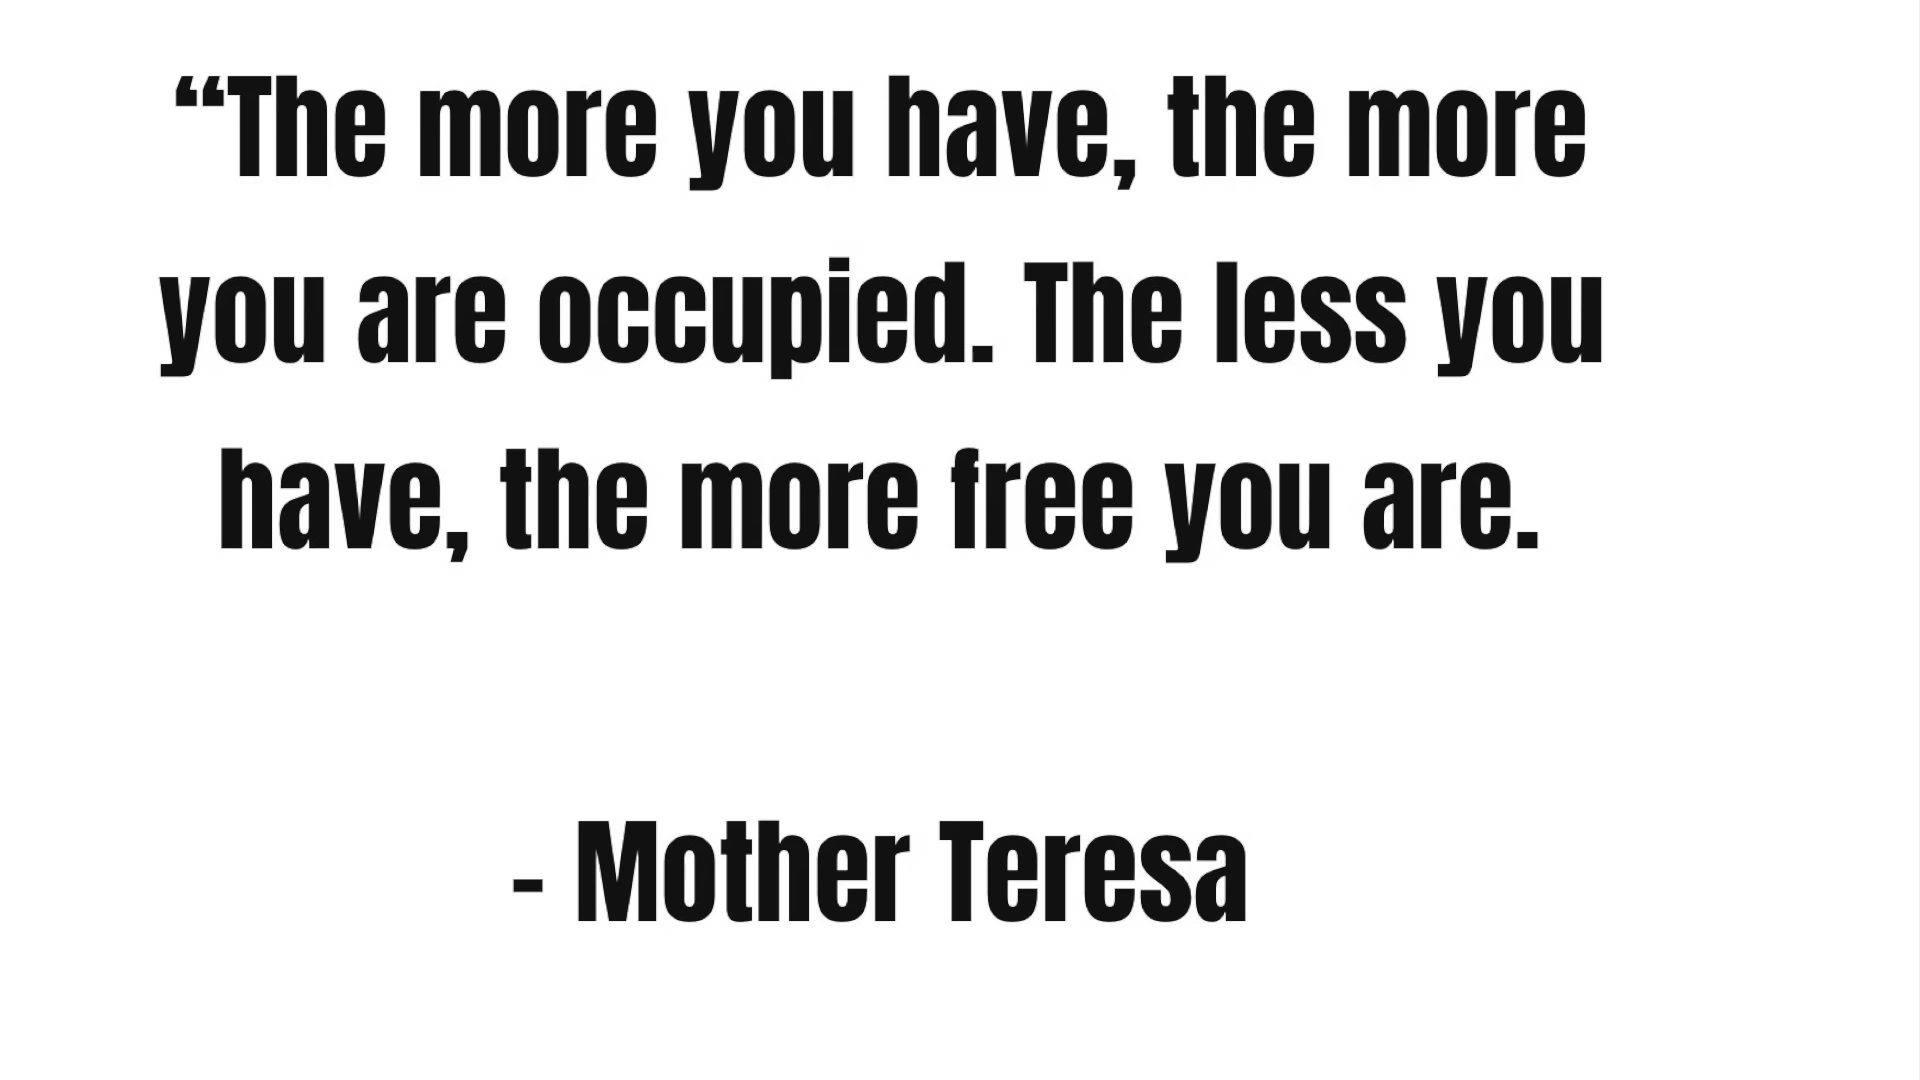 “The more you have, the more
you are occupied. The less you
have, the more free you are.
- Mother Teresa